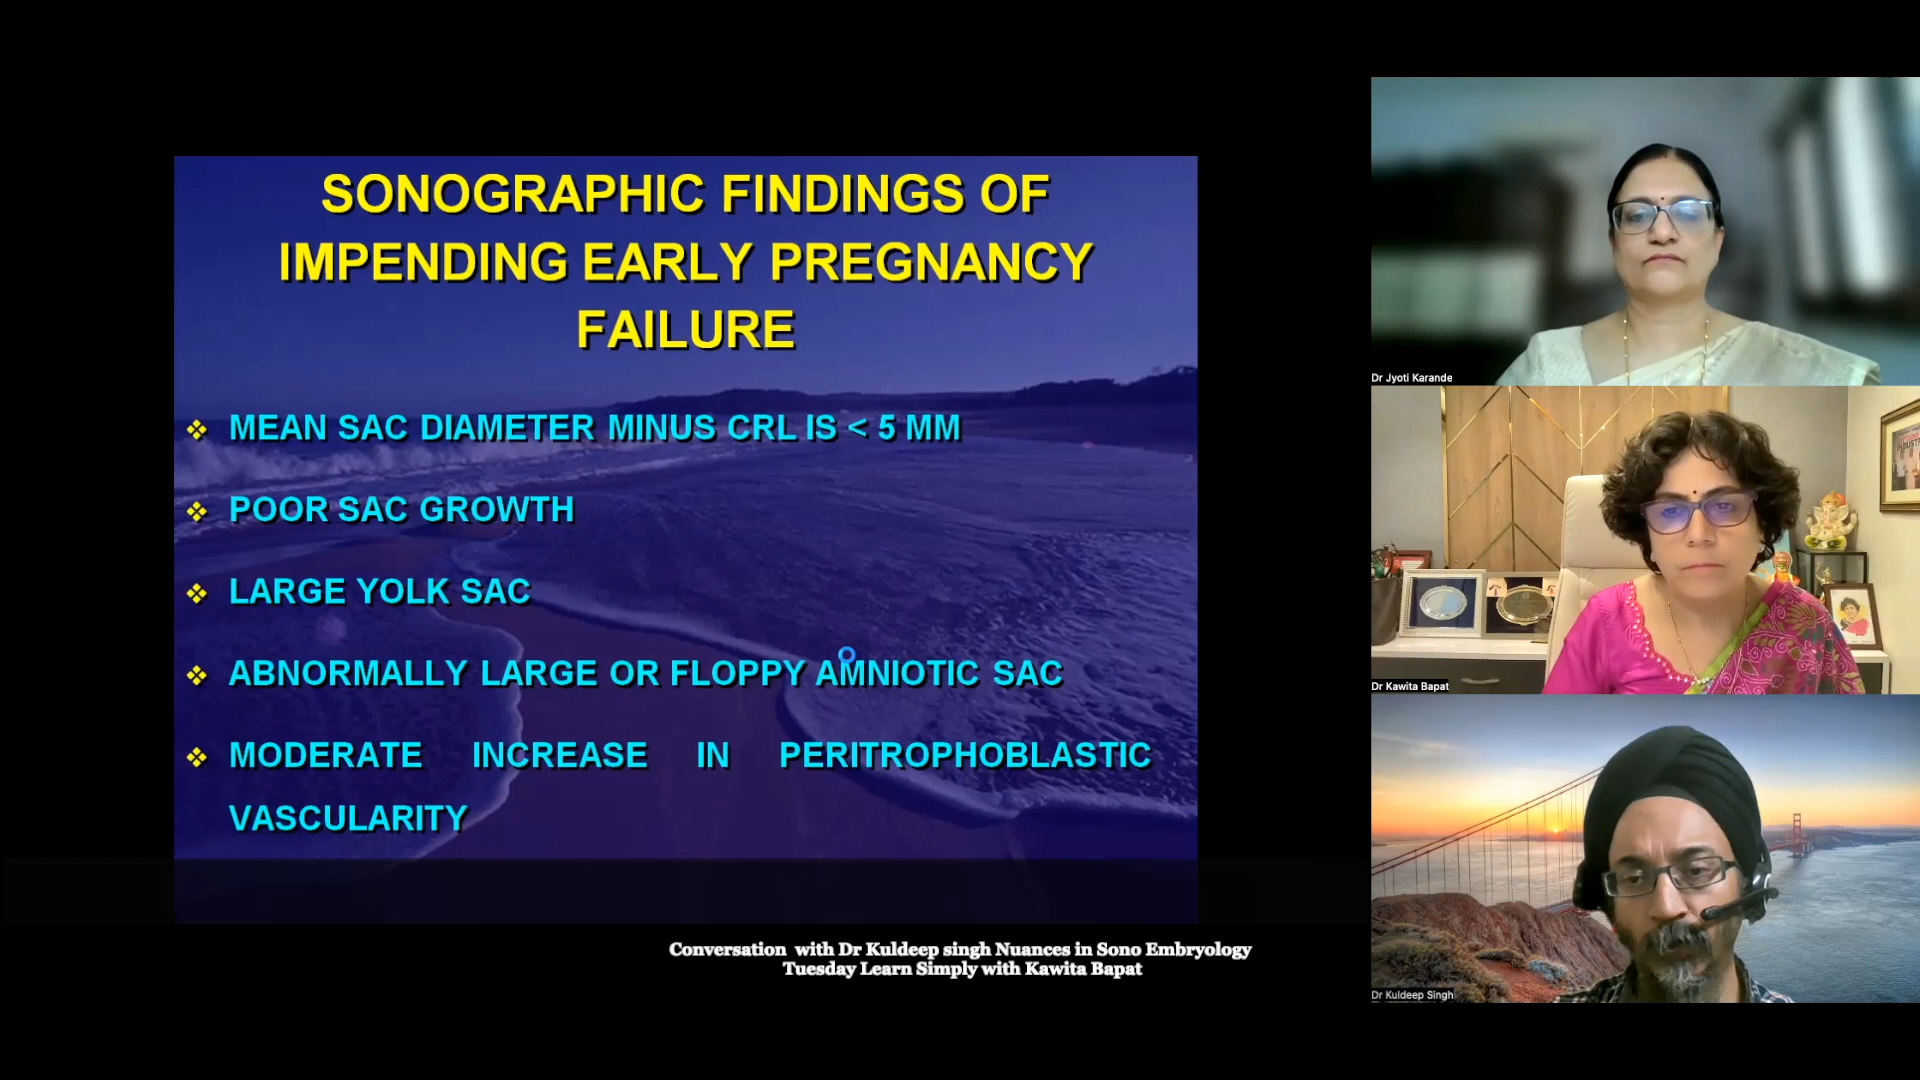 SONOGRAPHIC FINDINGS OF
IMPENDING EARLY PREGNANCY
FAILURE
MEAN SAC DIAMETER MINUS CRL IS < 5 MM
POOR SAC GROWTH
LARGE YOLK SAC
ABNORMALLY LARGE OR FLOPPY AMNIOTIC SAC
MODERATE INCREASE IN PERITROPHOBLASTIC
VASCULARITY
Conversation with Dr Kuldeep singh Nuances in Sono Embryology
Tuesday Learn Simply with Kawita Bapat
Dr Jyoti Karande
Dr Kawita Bapat
Dr Kuldeep Singh